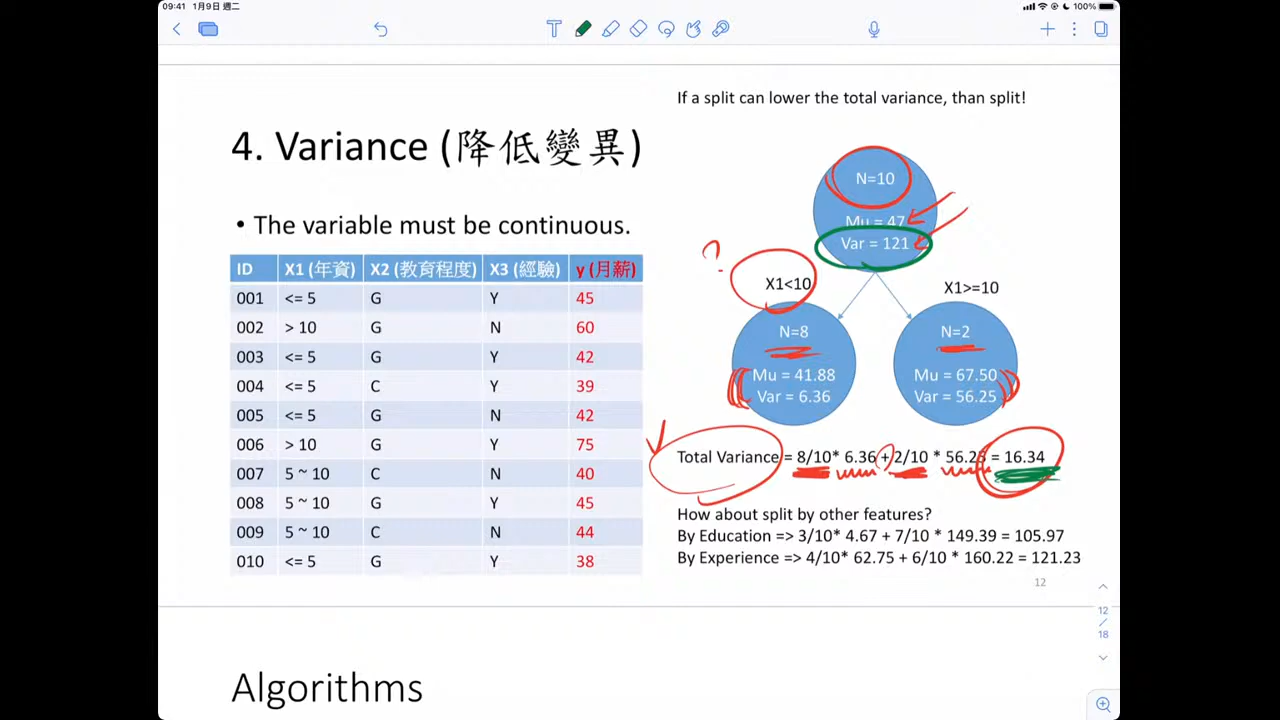 09:41 1月9日 週二
100%
If a split can lower the total variance, than split!
4. Variance (降低變異)
• The variable must be continuous.
ID X1 (年資) X2 (教育程度) X3 (經驗) y (月薪)
001 <= 5 G Y 45
002 > 10 G N 60
003 <= 5 G Y 42
004 <= 5 C Y 39
005 <= 5 G N 42
006 > 10 G Y 75
007 5 ~ 10 C N 40
008 5 ~ 10 G Y 45
009 5 ~ 10 C N 44
010 <= 5 G Y 38
N=10
Mu = 47
Var = 121
?
X1<10
X1>=10
N=8
Mu = 41.88
Var = 6.36
N=2
Mu = 67.50
Var = 56.25
Total Variance = 8/10* 6.36 + 2/10 * 56.25 = 16.34
How about split by other features?
By Education => 3/10* 4.67 + 7/10 * 149.39 = 105.97
By Experience => 4/10* 62.75 + 6/10 * 160.22 = 121.23
12
12
/
18
Algorithms